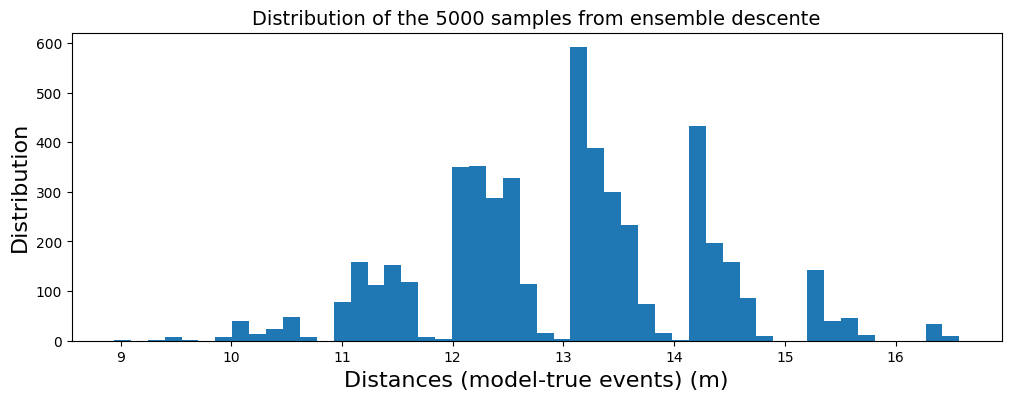 Distribution of the 5000 samples from ensemble descente
600
500
400
300
200
100
0
Distribution
9 10 11 12 13 14 15 16
Distances (model-true events) (m)